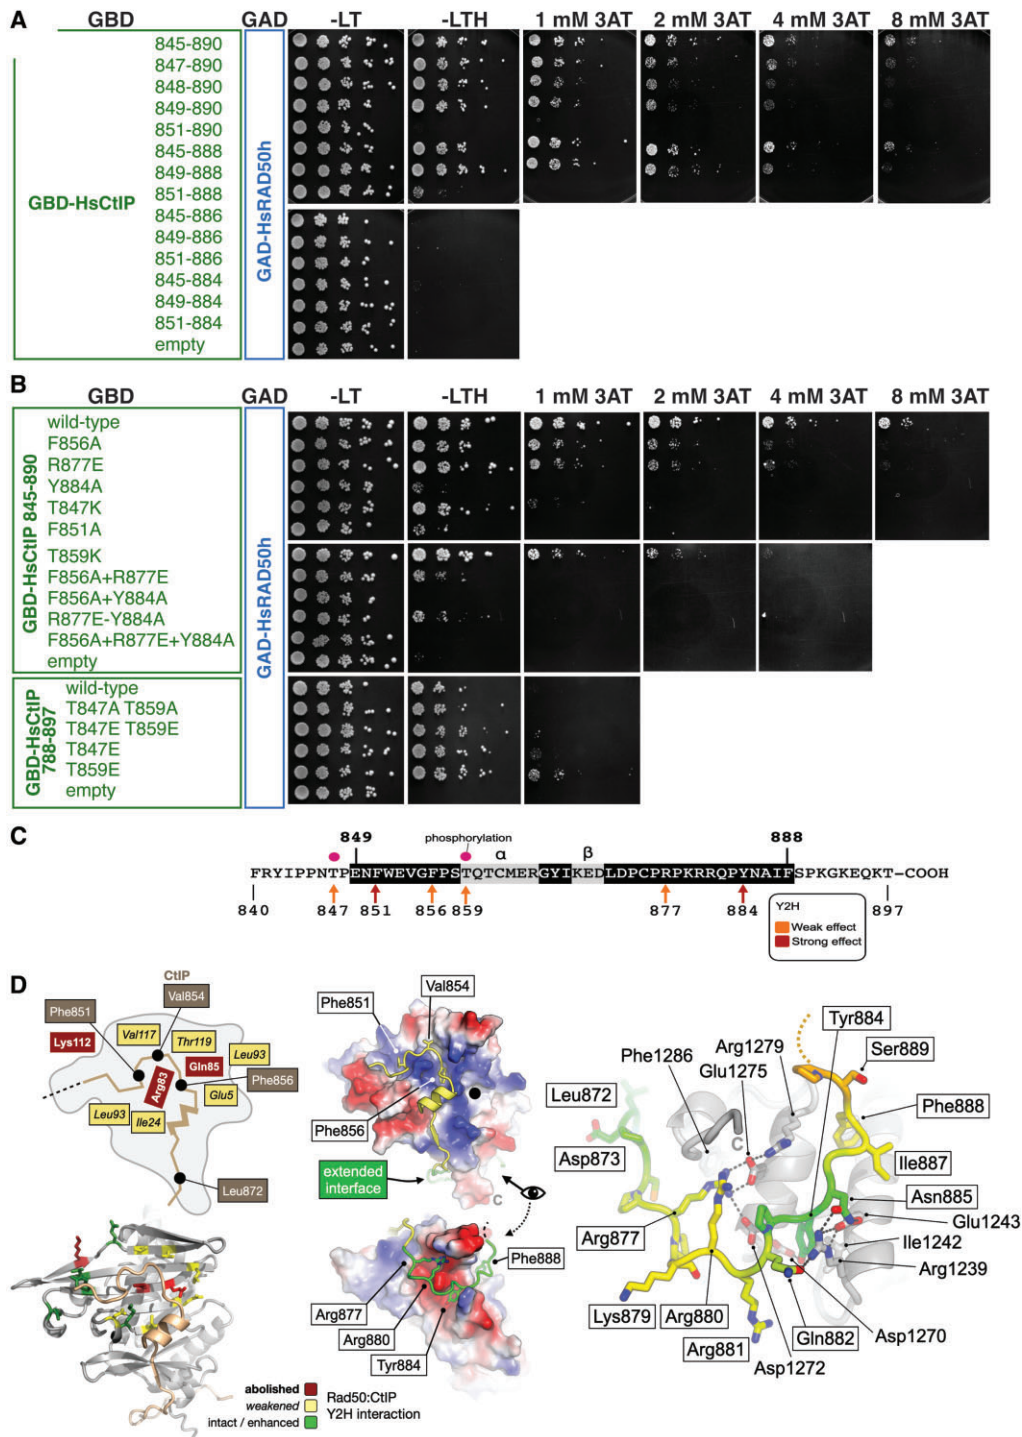 A
GBD GAD -LT -LTH 1 mM 3AT 2 mM 3AT 4 mM 3AT 8 mM 3AT
GBD-HsCtIP
845-890
847-890
848-890
849-890
851-890
845-888
849-888
851-888
845-886
849-886
851-886
845-884
849-884
851-884
empty
GAD-HsRAD50h
B
GBD GAD -LT -LTH 1 mM 3AT 2 mM 3AT 4 mM 3AT 8 mM 3AT
GBD-HsCtIP 845-890
wild-type
F856A
R877E
Y884A
T847K
F851A
T859K
F856A+R877E
F856A+Y884A
R877E-Y884A
F856A+R877E+Y884A
empty
GBD-HsCtIP
788-897
wild-type
T847A T859A
T847E T859E
T847E
T859E
empty
GAD-HsRAD50h
C
849 phosphorylation 888
α β
FRYIPPNTPENFWEVGFPSTQTCMERGYIKEDLDPCPRPKRRQPYNAIFSPKGKEQKT-COOH
840 847 851 856 859 877 884 897
Y2H
Weak effect
Strong effect
D
CtIP
Val854
Phe851
Lys112
Val117
Thr119
Gln85
Leu93
Arg83
Phe856
Glu5
Leu93
Ile24
Leu872
abolished
weakened
intact / enhanced
Rad50:CtIP
Y2H interaction
Val854
Phe851
Phe856
extended
interface
C
Phe888
Arg877
Arg880
Tyr884
Tyr884
Ser889
Arg1279
Phe1286
Glu1275
Phe888
Leu872
C
Asp873
Ile887
Asn885
Glu1243
Arg877
Ile1242
Arg1239
Lys879
Arg880
Gln882
Asp1270
Arg881
Asp1272